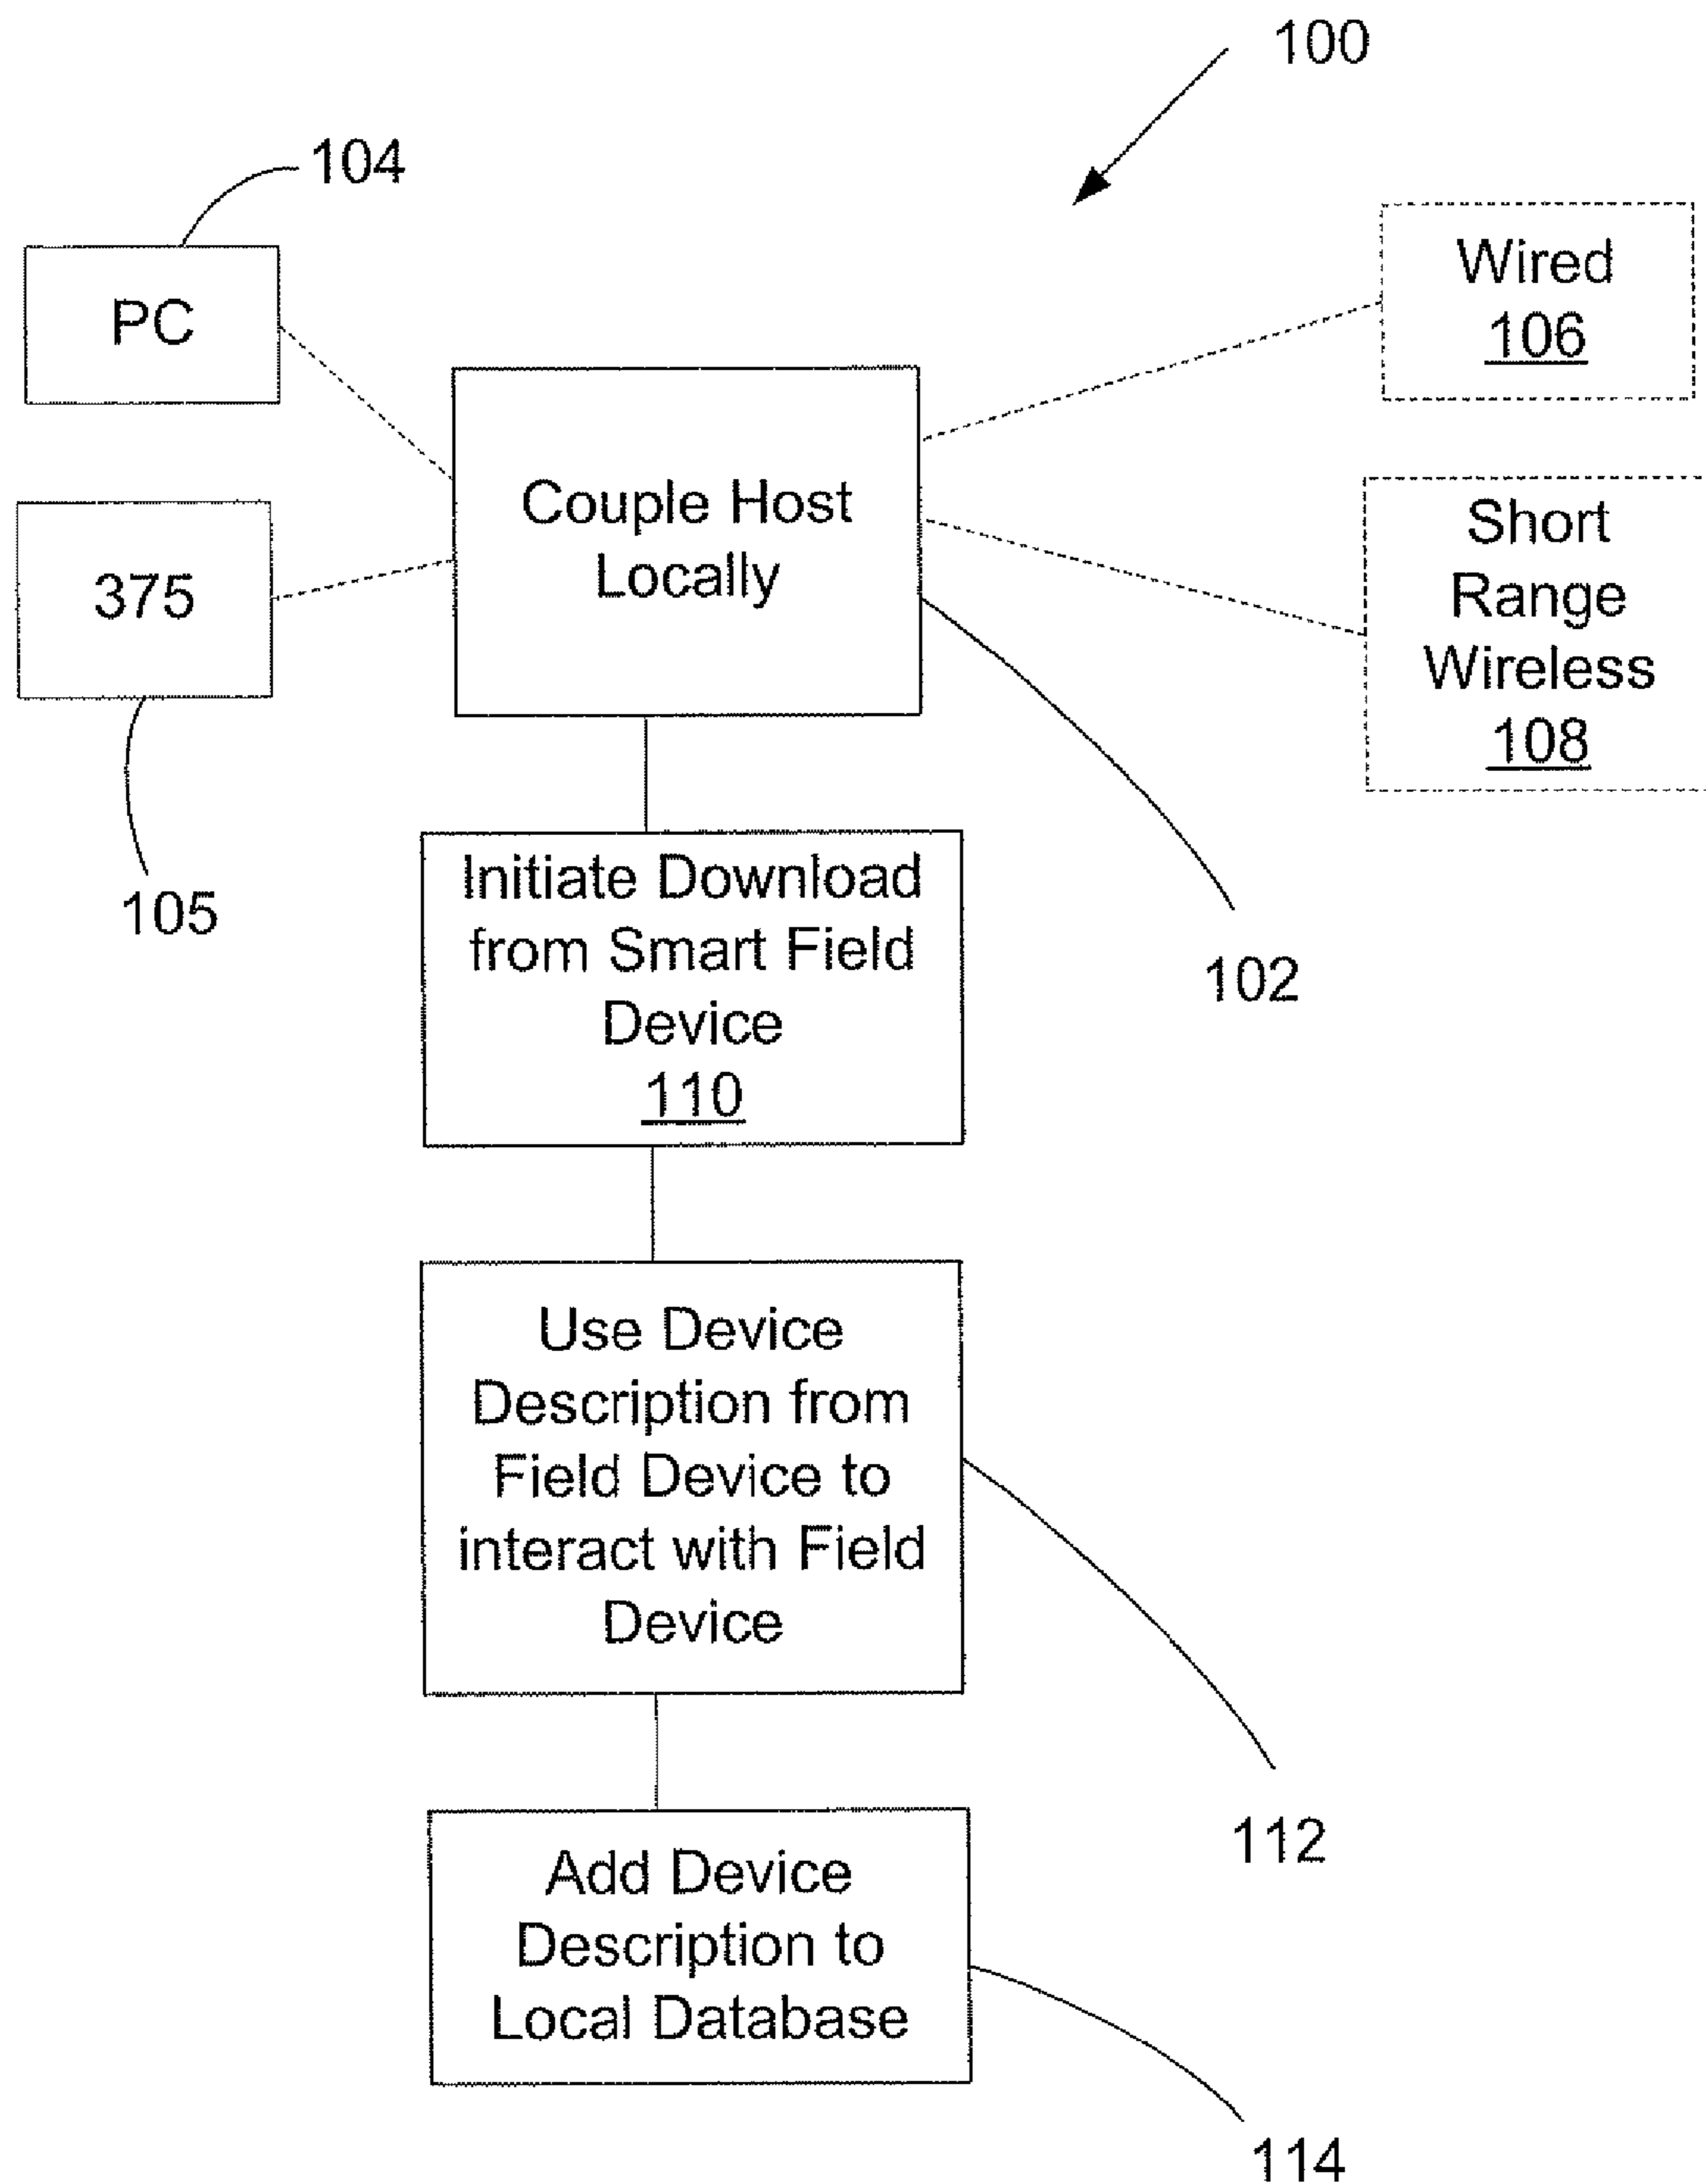 100
104
PC
Wired
106
Couple Host
Locally
375
Short
Range
Wireless
108
105
102
Initiate Download
from Smart Field
Device
110
Use Device
Description from
Field Device to
interact with Field
Device
112
Add Device
Description to
Local Database
114